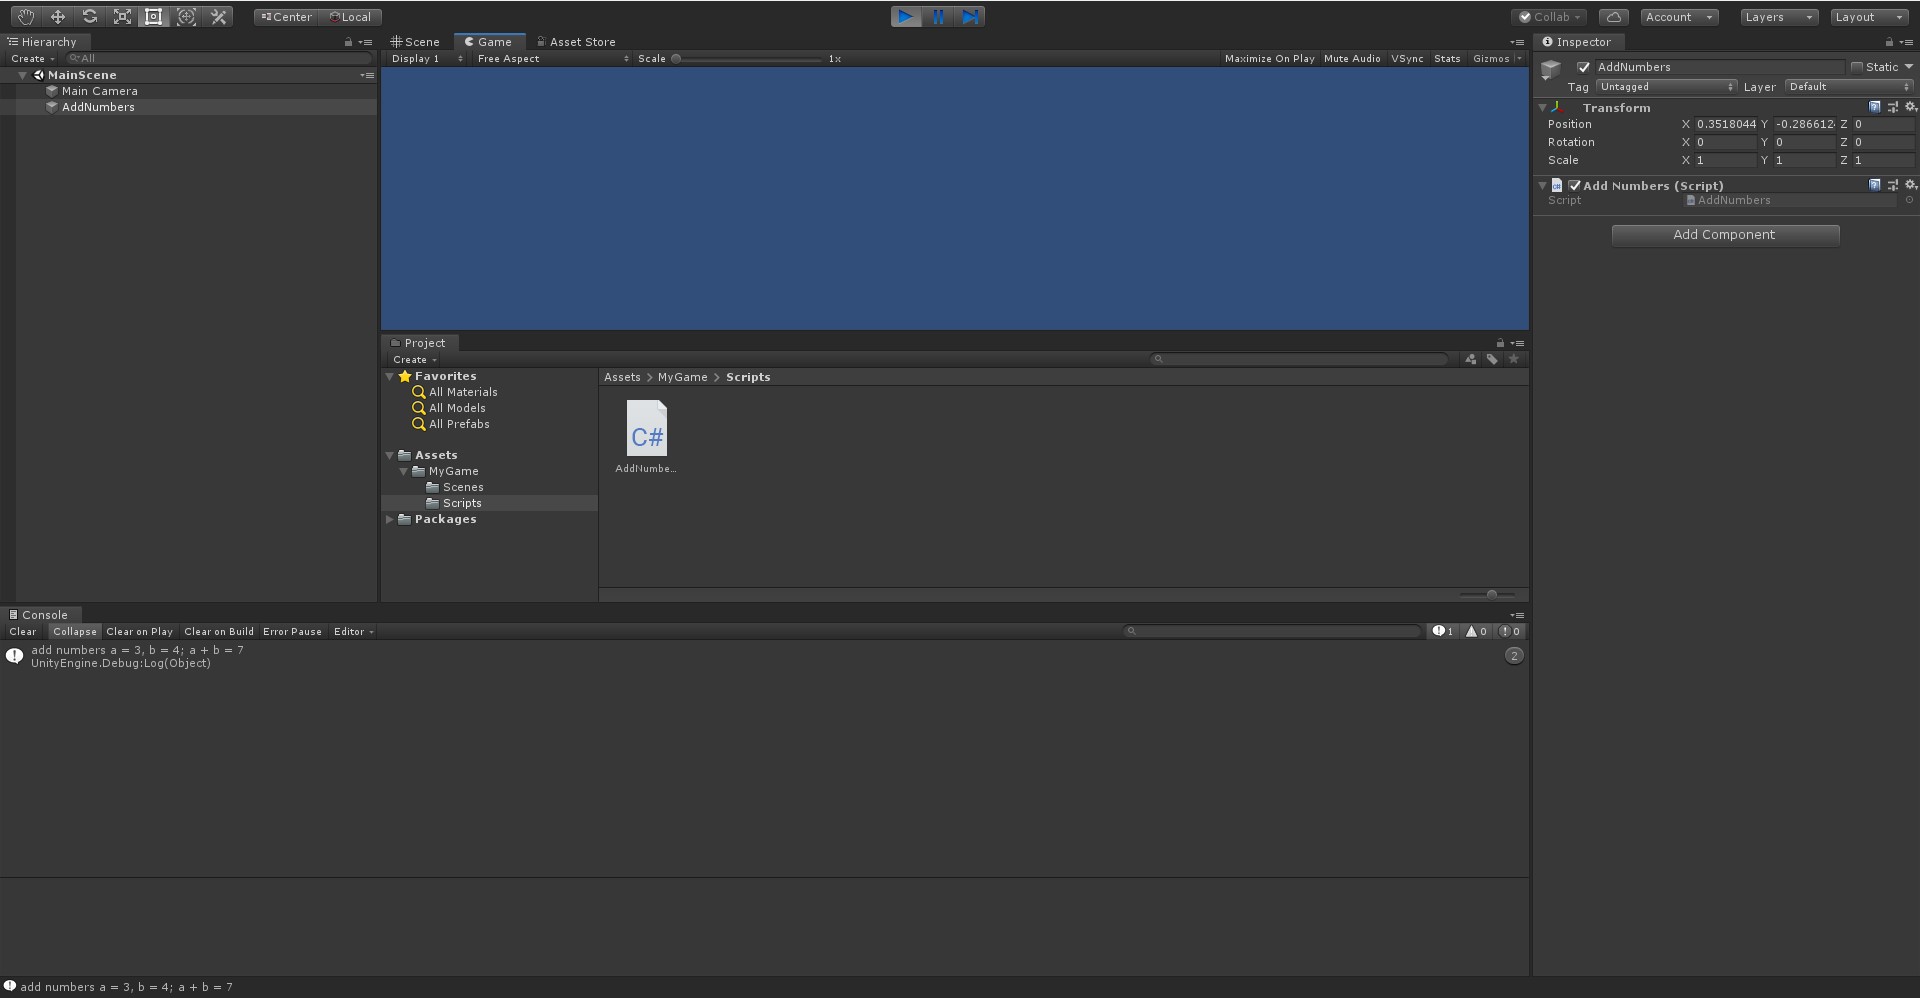 Center Local Collab Account Layers Layout
Hierarchy
Create All
MainScene
Main Camera
AddNumbers
Scene Game Asset Store
Display 1 Free Aspect Scale 1x Maximize On Play Mute Audio VSync Stats Gizmos
Project
Create
Favorites
All Materials
All Models
All Prefabs
Assets
MyGame
Scenes
Scripts
Packages
Assets > MyGame > Scripts
C#
AddNumbe...
Inspector
AddNumbers Static
Tag Untagged Layer Default
Transform
Position X 0.3518044 Y -0.2866124 Z 0
Rotation X 0 Y 0 Z 0
Scale X 1 Y 1 Z 1
C# Add Numbers (Script)
Script AddNumbers
Add Component
Console
Clear Collapse Clear on Play Clear on Build Error Pause Editor 1 0 0
add numbers a = 3, b = 4; a + b = 7
UnityEngine.Debug:Log(Object)
2
add numbers a = 3, b = 4; a + b = 7